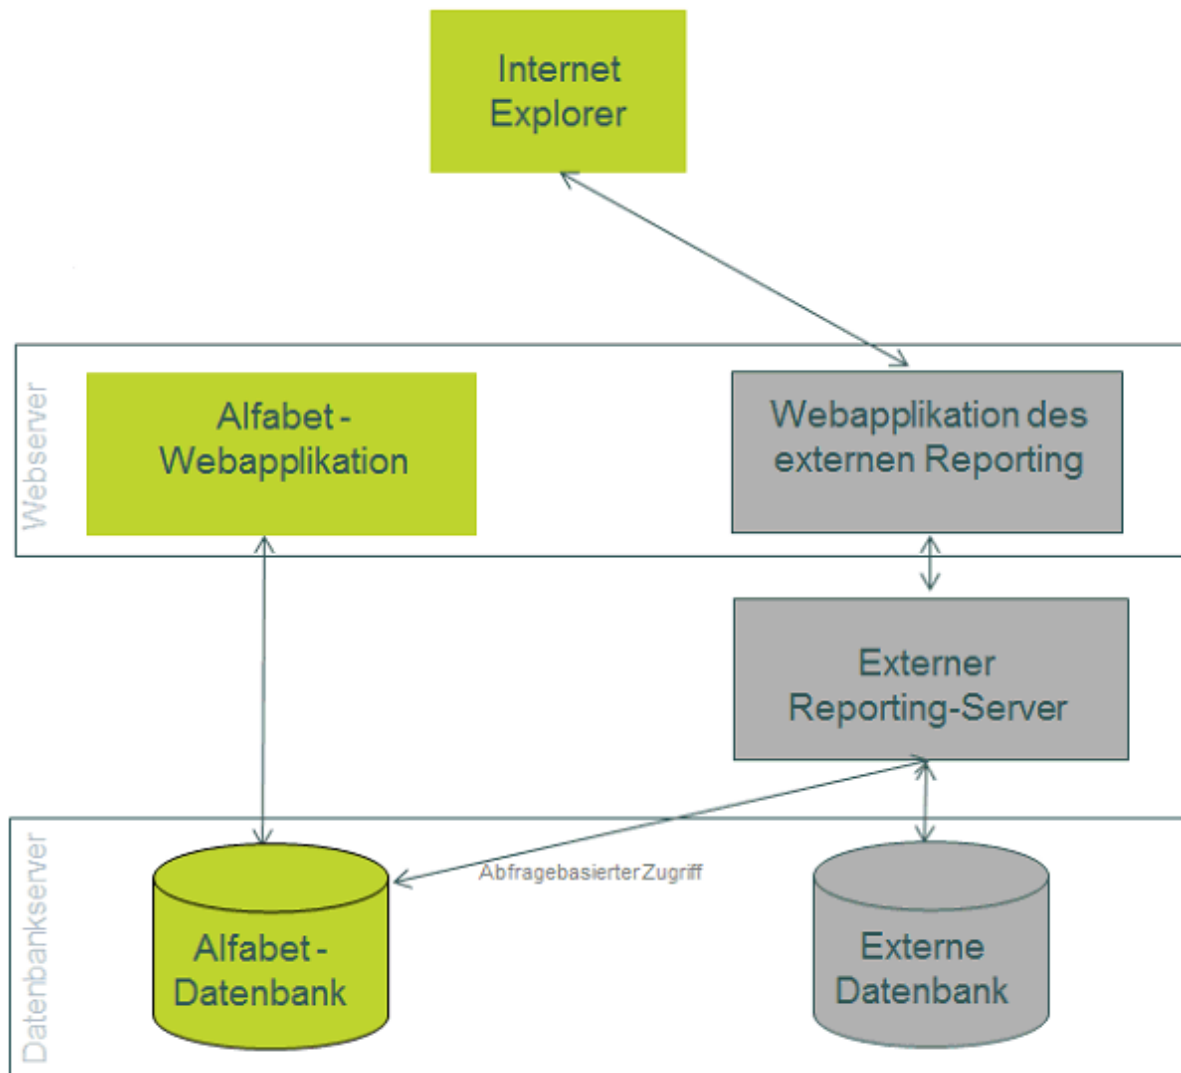 Internet
Explorer
Webserver
Alfabet -
Webapplikation
Webapplikation des
externen Reporting
Externer
Reporting-Server
Datenbankserver
Abfragebasierter Zugriff
Alfabet -
Datenbank
Externe
Datenbank